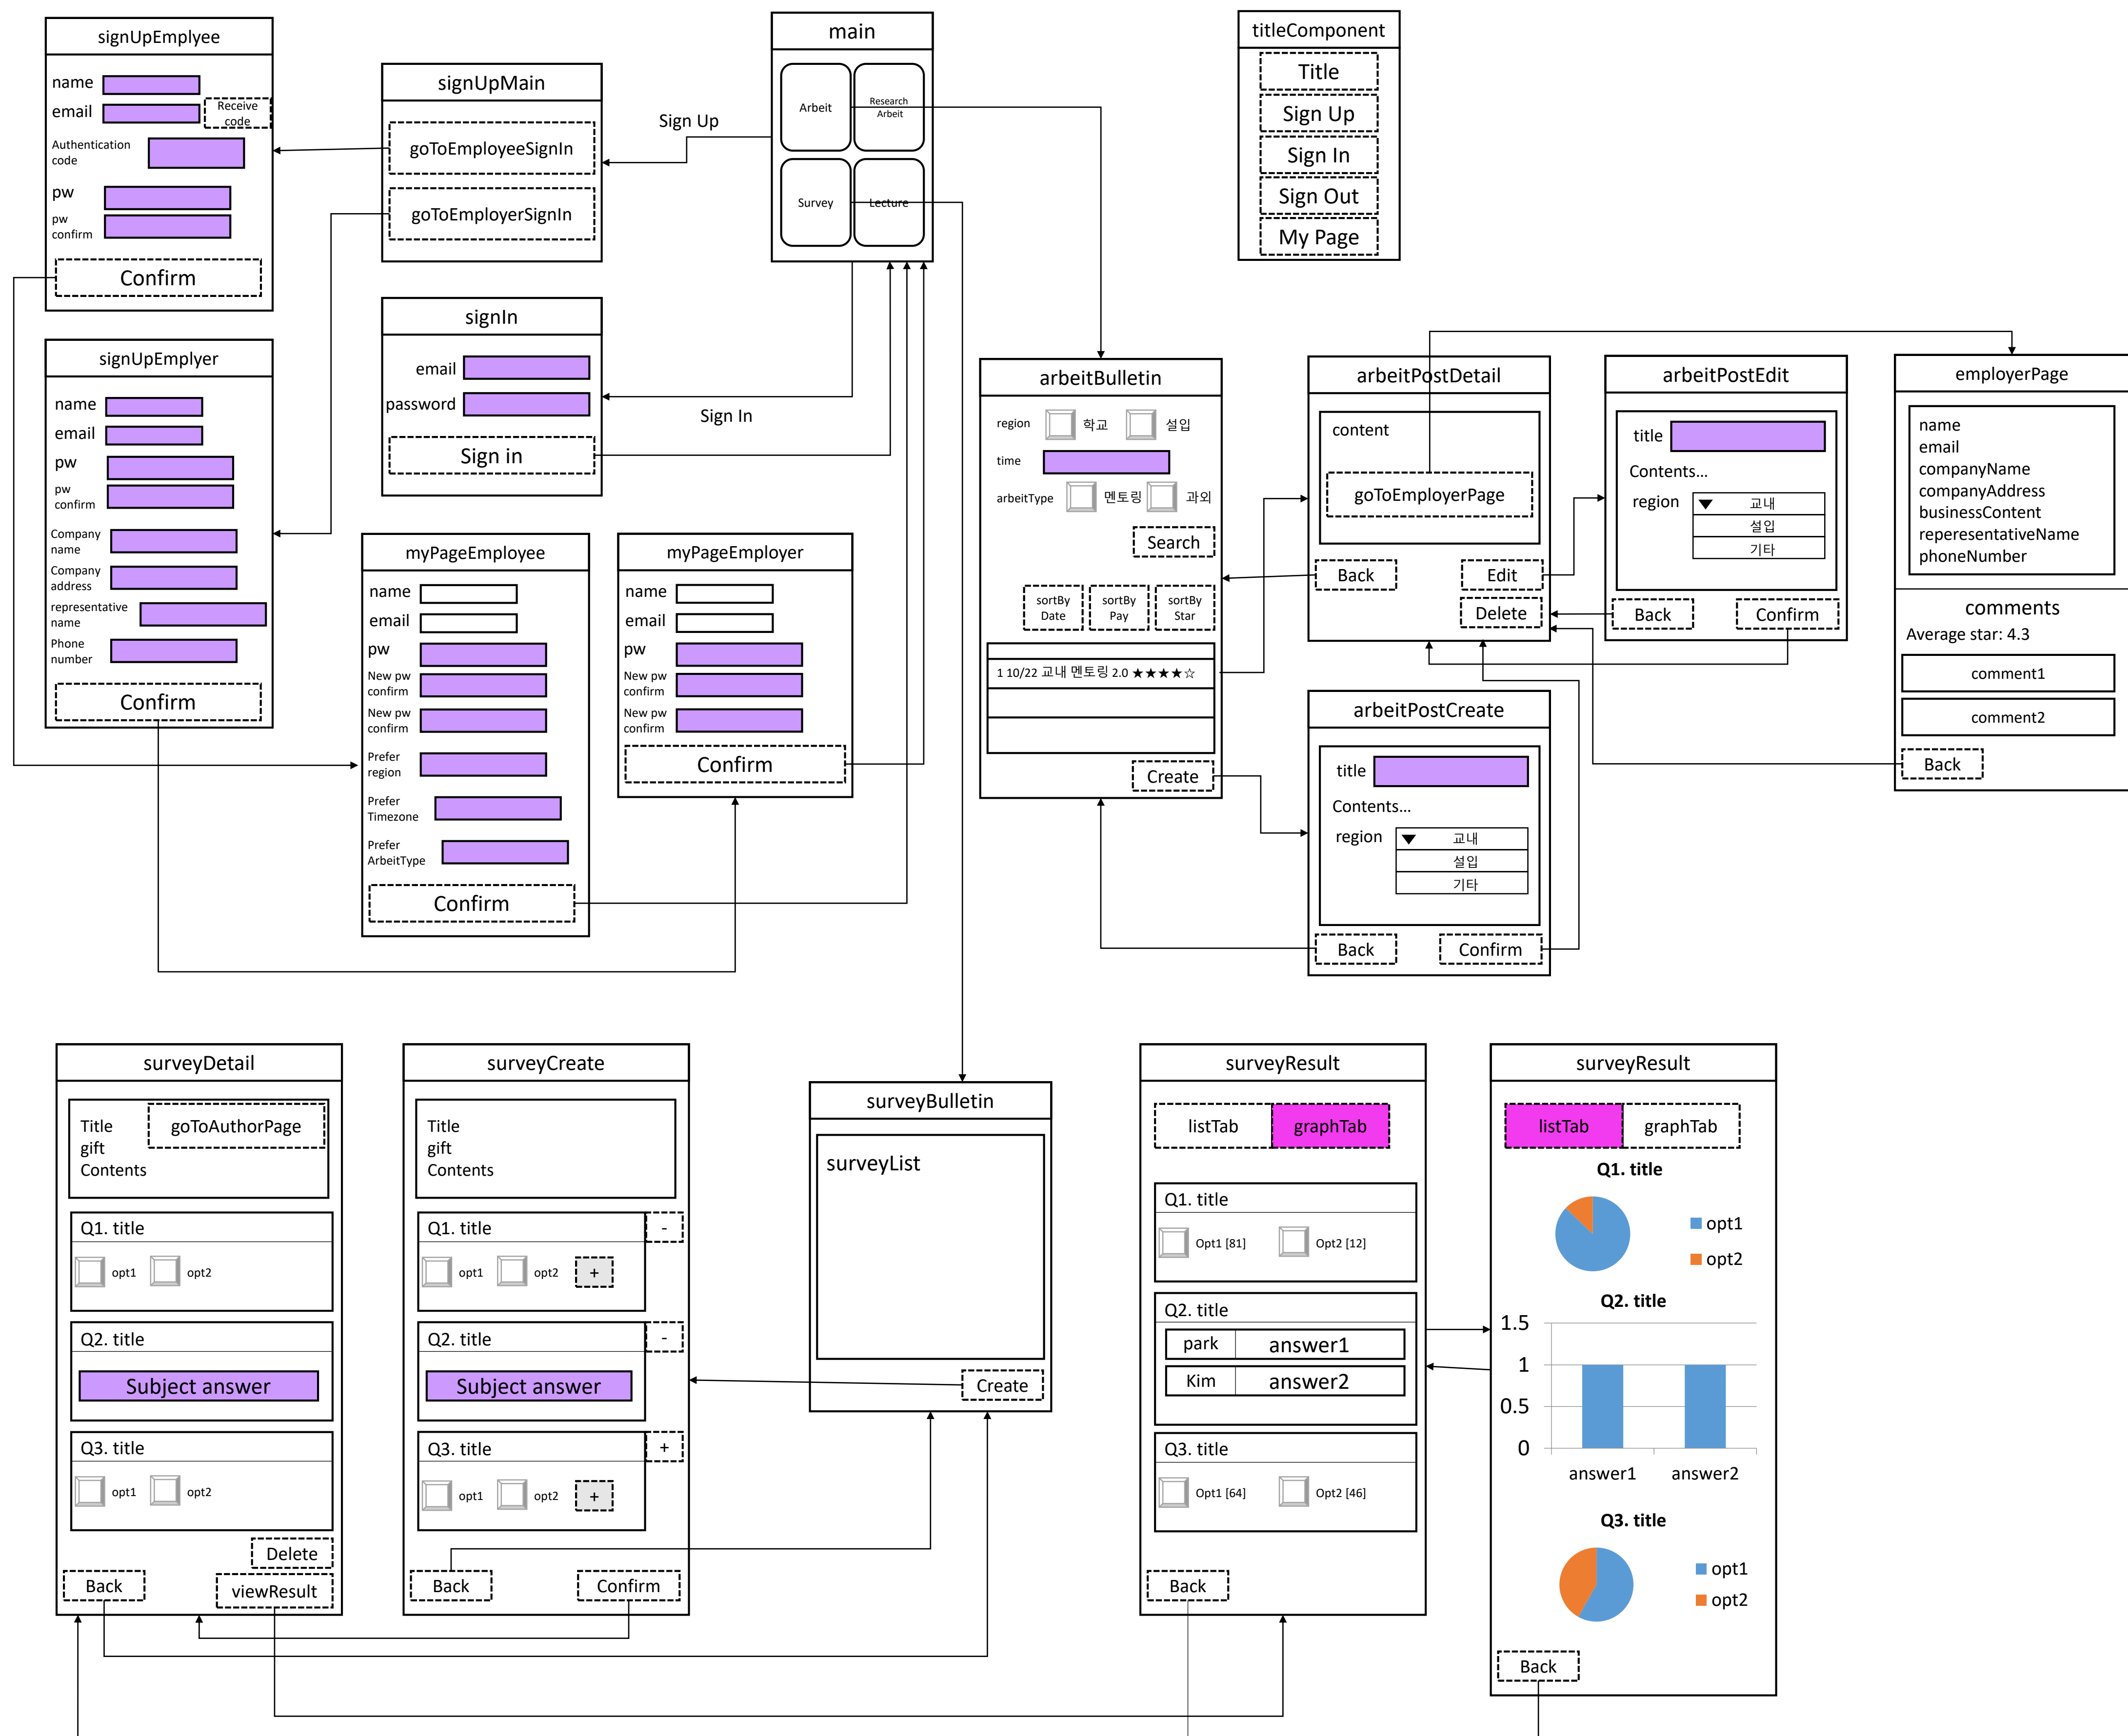 signUpEmplyee
name
email
Receive
code
Authentication
code
pw
pw
confirm
Confirm
signUpMain
goToEmployeeSignIn
goToEmployerSignIn
Sign Up
main
Arbeit
Research
Arbeit
Survey
Lecture
titleComponent
Title
Sign Up
Sign In
Sign Out
My Page
signIn
email
password
Sign in
Sign In
signUpEmplyer
name
email
pw
pw
confirm
Company
name
Company
address
representative
name
Phone
number
Confirm
myPageEmployee
name
email
pw
New pw
confirm
New pw
confirm
Prefer
region
Prefer
Timezone
Prefer
ArbeitType
Confirm
myPageEmployer
name
email
pw
New pw
confirm
New pw
confirm
Confirm
arbeitBulletin
region 학교 설입
time
arbeitType 멘토링 과외
Search
sortBy
Date
sortBy
Pay
sortBy
Star
1 10/22 교내 멘토링 2.0 ★★★★☆
Create
arbeitPostDetail
content
goToEmployerPage
Back
Edit
Delete
arbeitPostEdit
title
Contents...
region
교내
설입
기타
Back
Confirm
employerPage
name
email
companyName
companyAddress
businessContent
reperesentativeName
phoneNumber
comments
Average star: 4.3
comment1
comment2
Back
arbeitPostCreate
title
Contents...
region
교내
설입
기타
Back
Confirm
surveyDetail
Title
goToAuthorPage
gift
Contents
Q1. title
opt1 opt2
Q2. title
Subject answer
Q3. title
opt1 opt2
Delete
Back
viewResult
surveyCreate
Title
gift
Contents
Q1. title
-
opt1 opt2 +
Q2. title
-
Subject answer
Q3. title
+
opt1 opt2 +
Back
Confirm
surveyBulletin
surveyList
Create
surveyResult
listTab graphTab
Q1. title
Opt1 [81] Opt2 [12]
Q2. title
park answer1
Kim answer2
Q3. title
Opt1 [64] Opt2 [46]
Back
surveyResult
listTab graphTab
Q1. title
opt1
opt2
Q2. title
1.5
1
0.5
0
answer1 answer2
Q3. title
opt1
opt2
Back